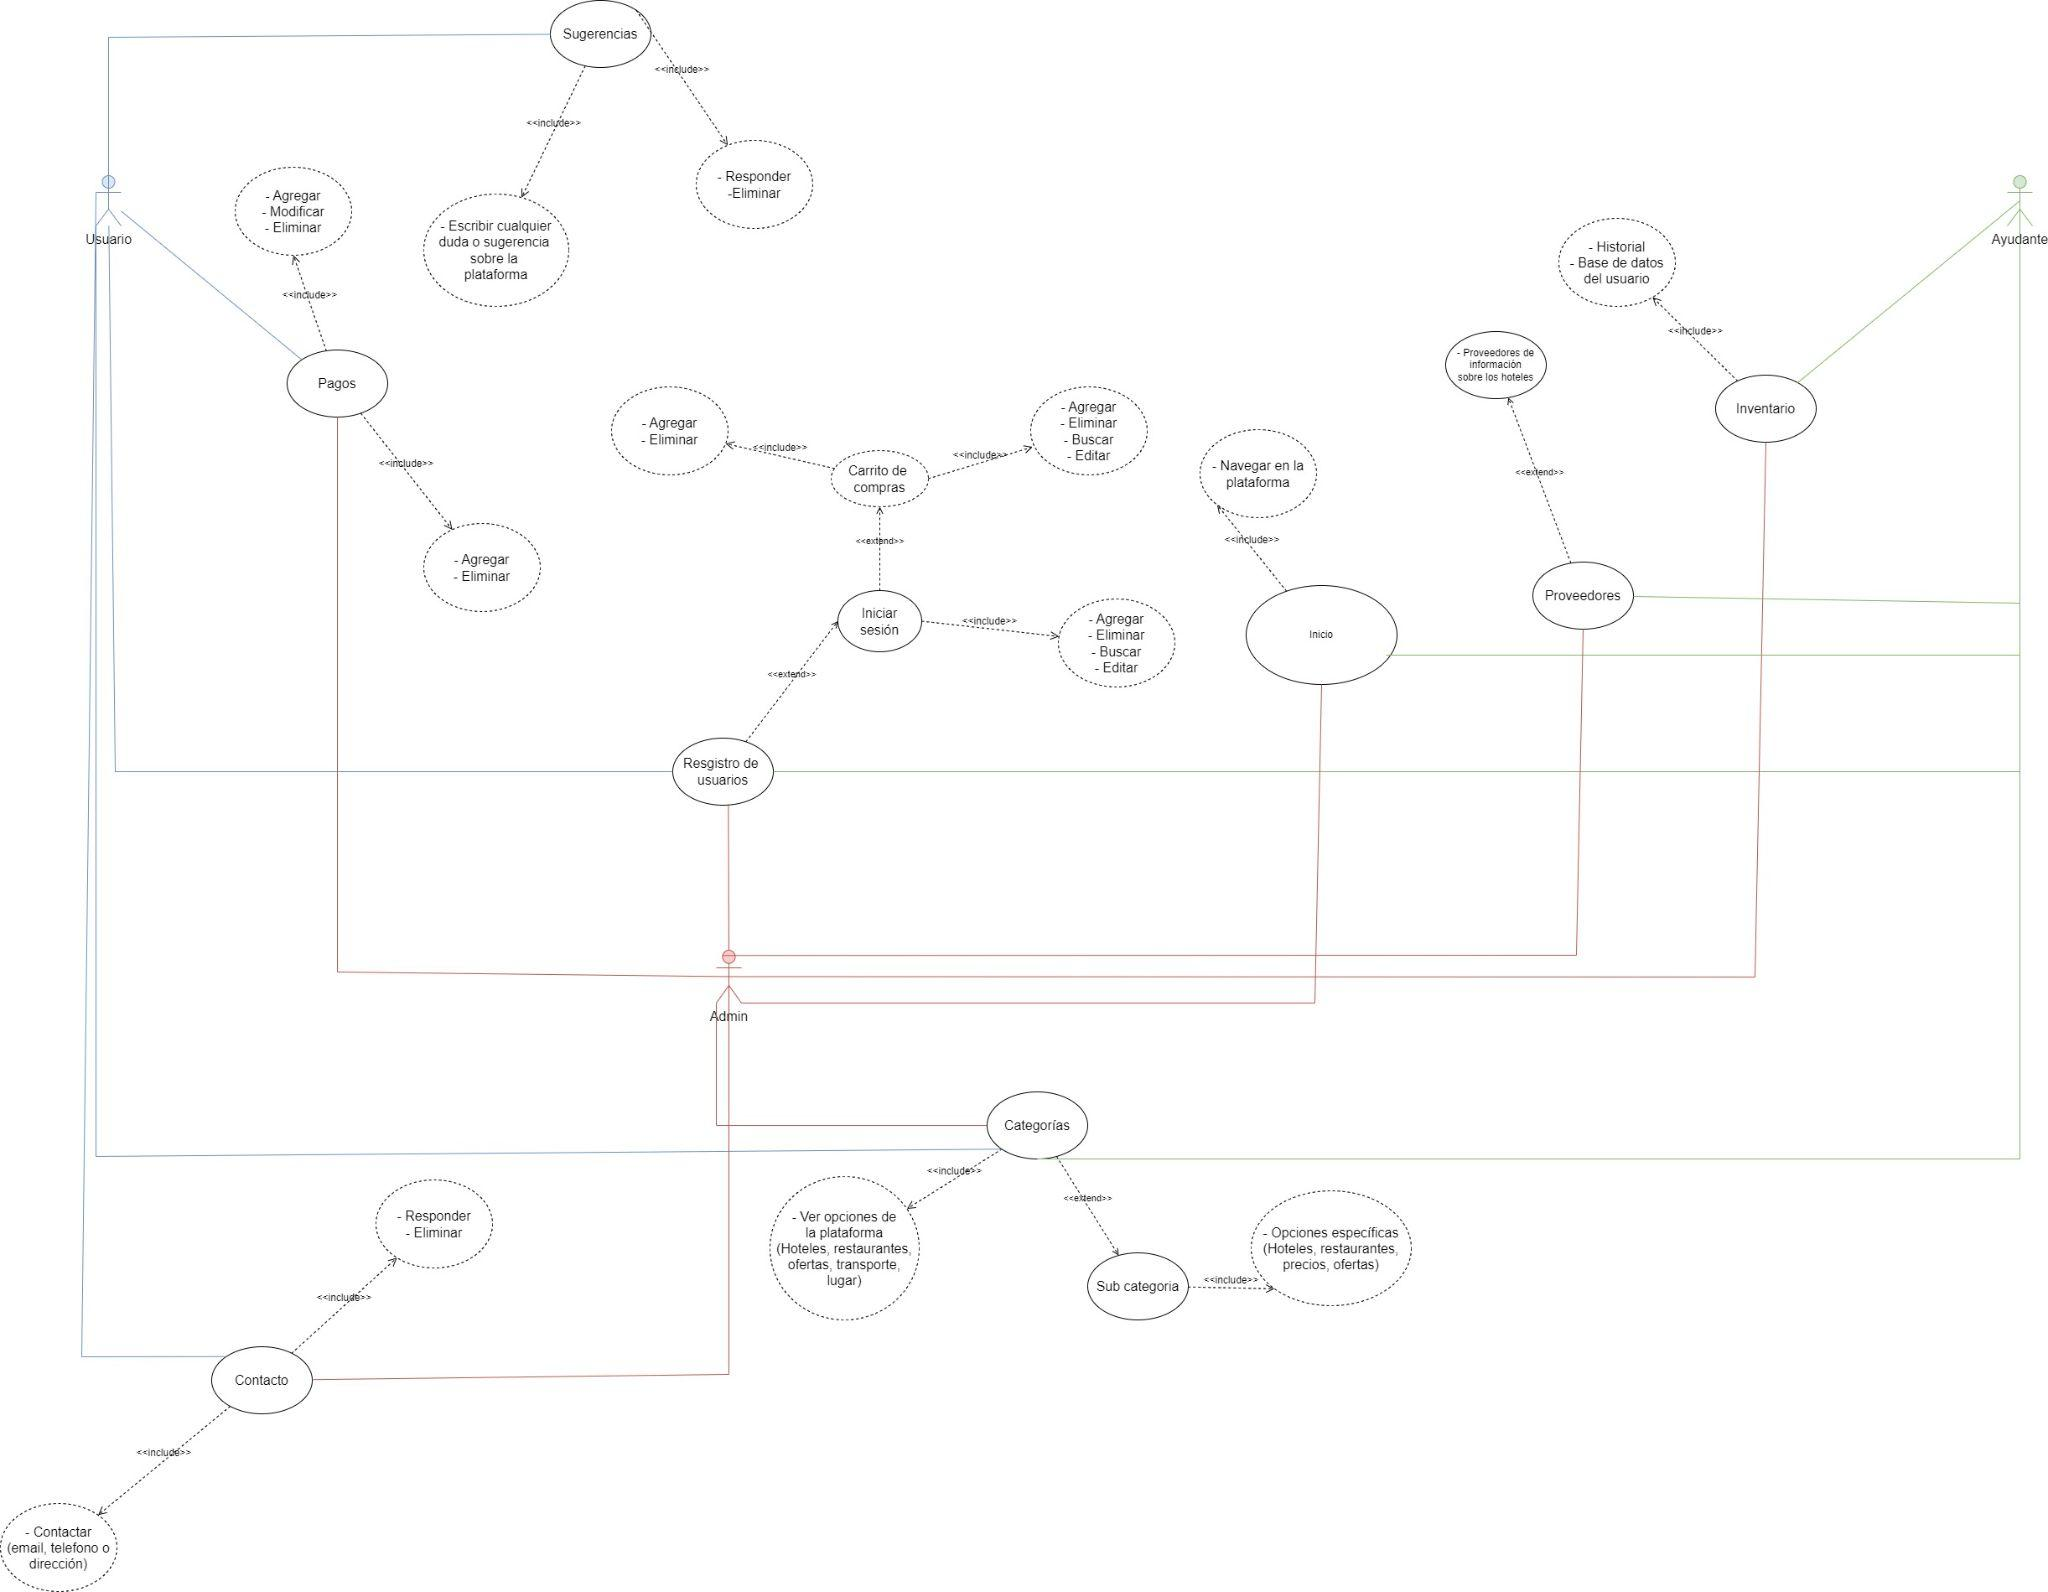 Sugerencias
<<include>>
<<include>>
- Responder
-Eliminar
- Escribir cualquier
duda o sugerencia
sobre la
plataforma
Usuario
- Agregar
- Modificar
- Eliminar
<<include>>
Pagos
<<include>>
- Agregar
- Eliminar
Ayudante
- Historial
- Base de datos
del usuario
<<include>>
Inventario
- Proveedores de
información
sobre los hoteles
<<extend>>
Proveedores
- Agregar
- Eliminar
<<include>>
Carrito de
compras
<<include>>
- Agregar
- Eliminar
- Buscar
- Editar
<<extend>>
Iniciar
sesión
<<include>>
- Agregar
- Eliminar
- Buscar
- Editar
<<extend>>
- Navegar en la
plataforma
<<include>>
Inicio
Resgistro de
usuarios
Admin
Categorías
<<include>>
<<extend>>
- Ver opciones de
la plataforma
(Hoteles, restaurantes,
ofertas, transporte,
lugar)
Sub categoria
<<include>>
- Opciones específicas
(Hoteles, restaurantes,
precios, ofertas)
- Responder
- Eliminar
<<include>>
Contacto
<<include>>
- Contactar
(email, telefono o
dirección)